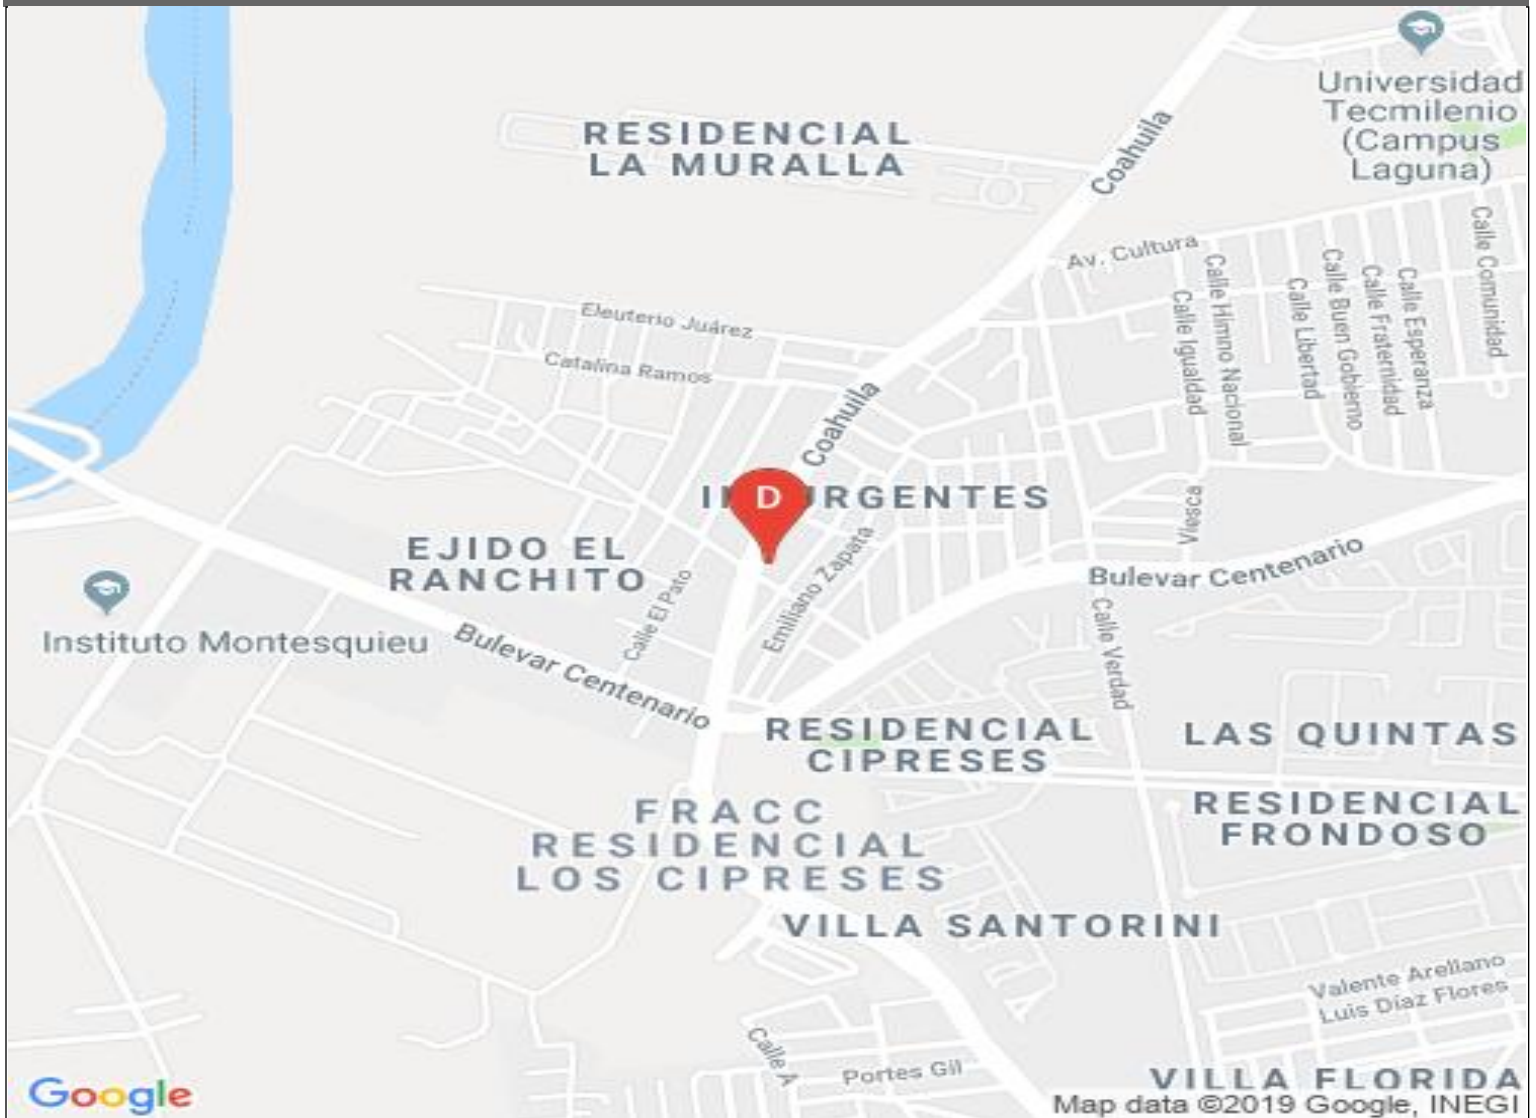 Universidad
Tecmilenio
(Campus
Laguna)
RESIDENCIAL
LA MURALLA
Coahuila
Av. Cultura
Calle Comunidad
Calle Himno Nacional
Calle Igualdad
Calle Libertad
Calle Buen Gobierno
Calle Fraternidad
Calle Esperanza
Eleuterio Juárez
Catalina Ramos
Coahuila
D
URGENTES
Viesca
EJIDO EL
RANCHITO
Emiliano Zapata
Calle El Pato
Bulevar Centenario
Instituto Montesquieu
Bulevar Centenario
Calle Verdad
RESIDENCIAL
CIPRESES
LAS QUINTAS
RESIDENCIAL
FRONDOSO
FRACC
RESIDENCIAL
LOS CIPRESES
VILLA SANTORINI
Valente Arellano
Luis Díaz Flores
Calle A
Portes Gil
VILLA FLORIDA
Google
Map data ©2019 Google, INEGI